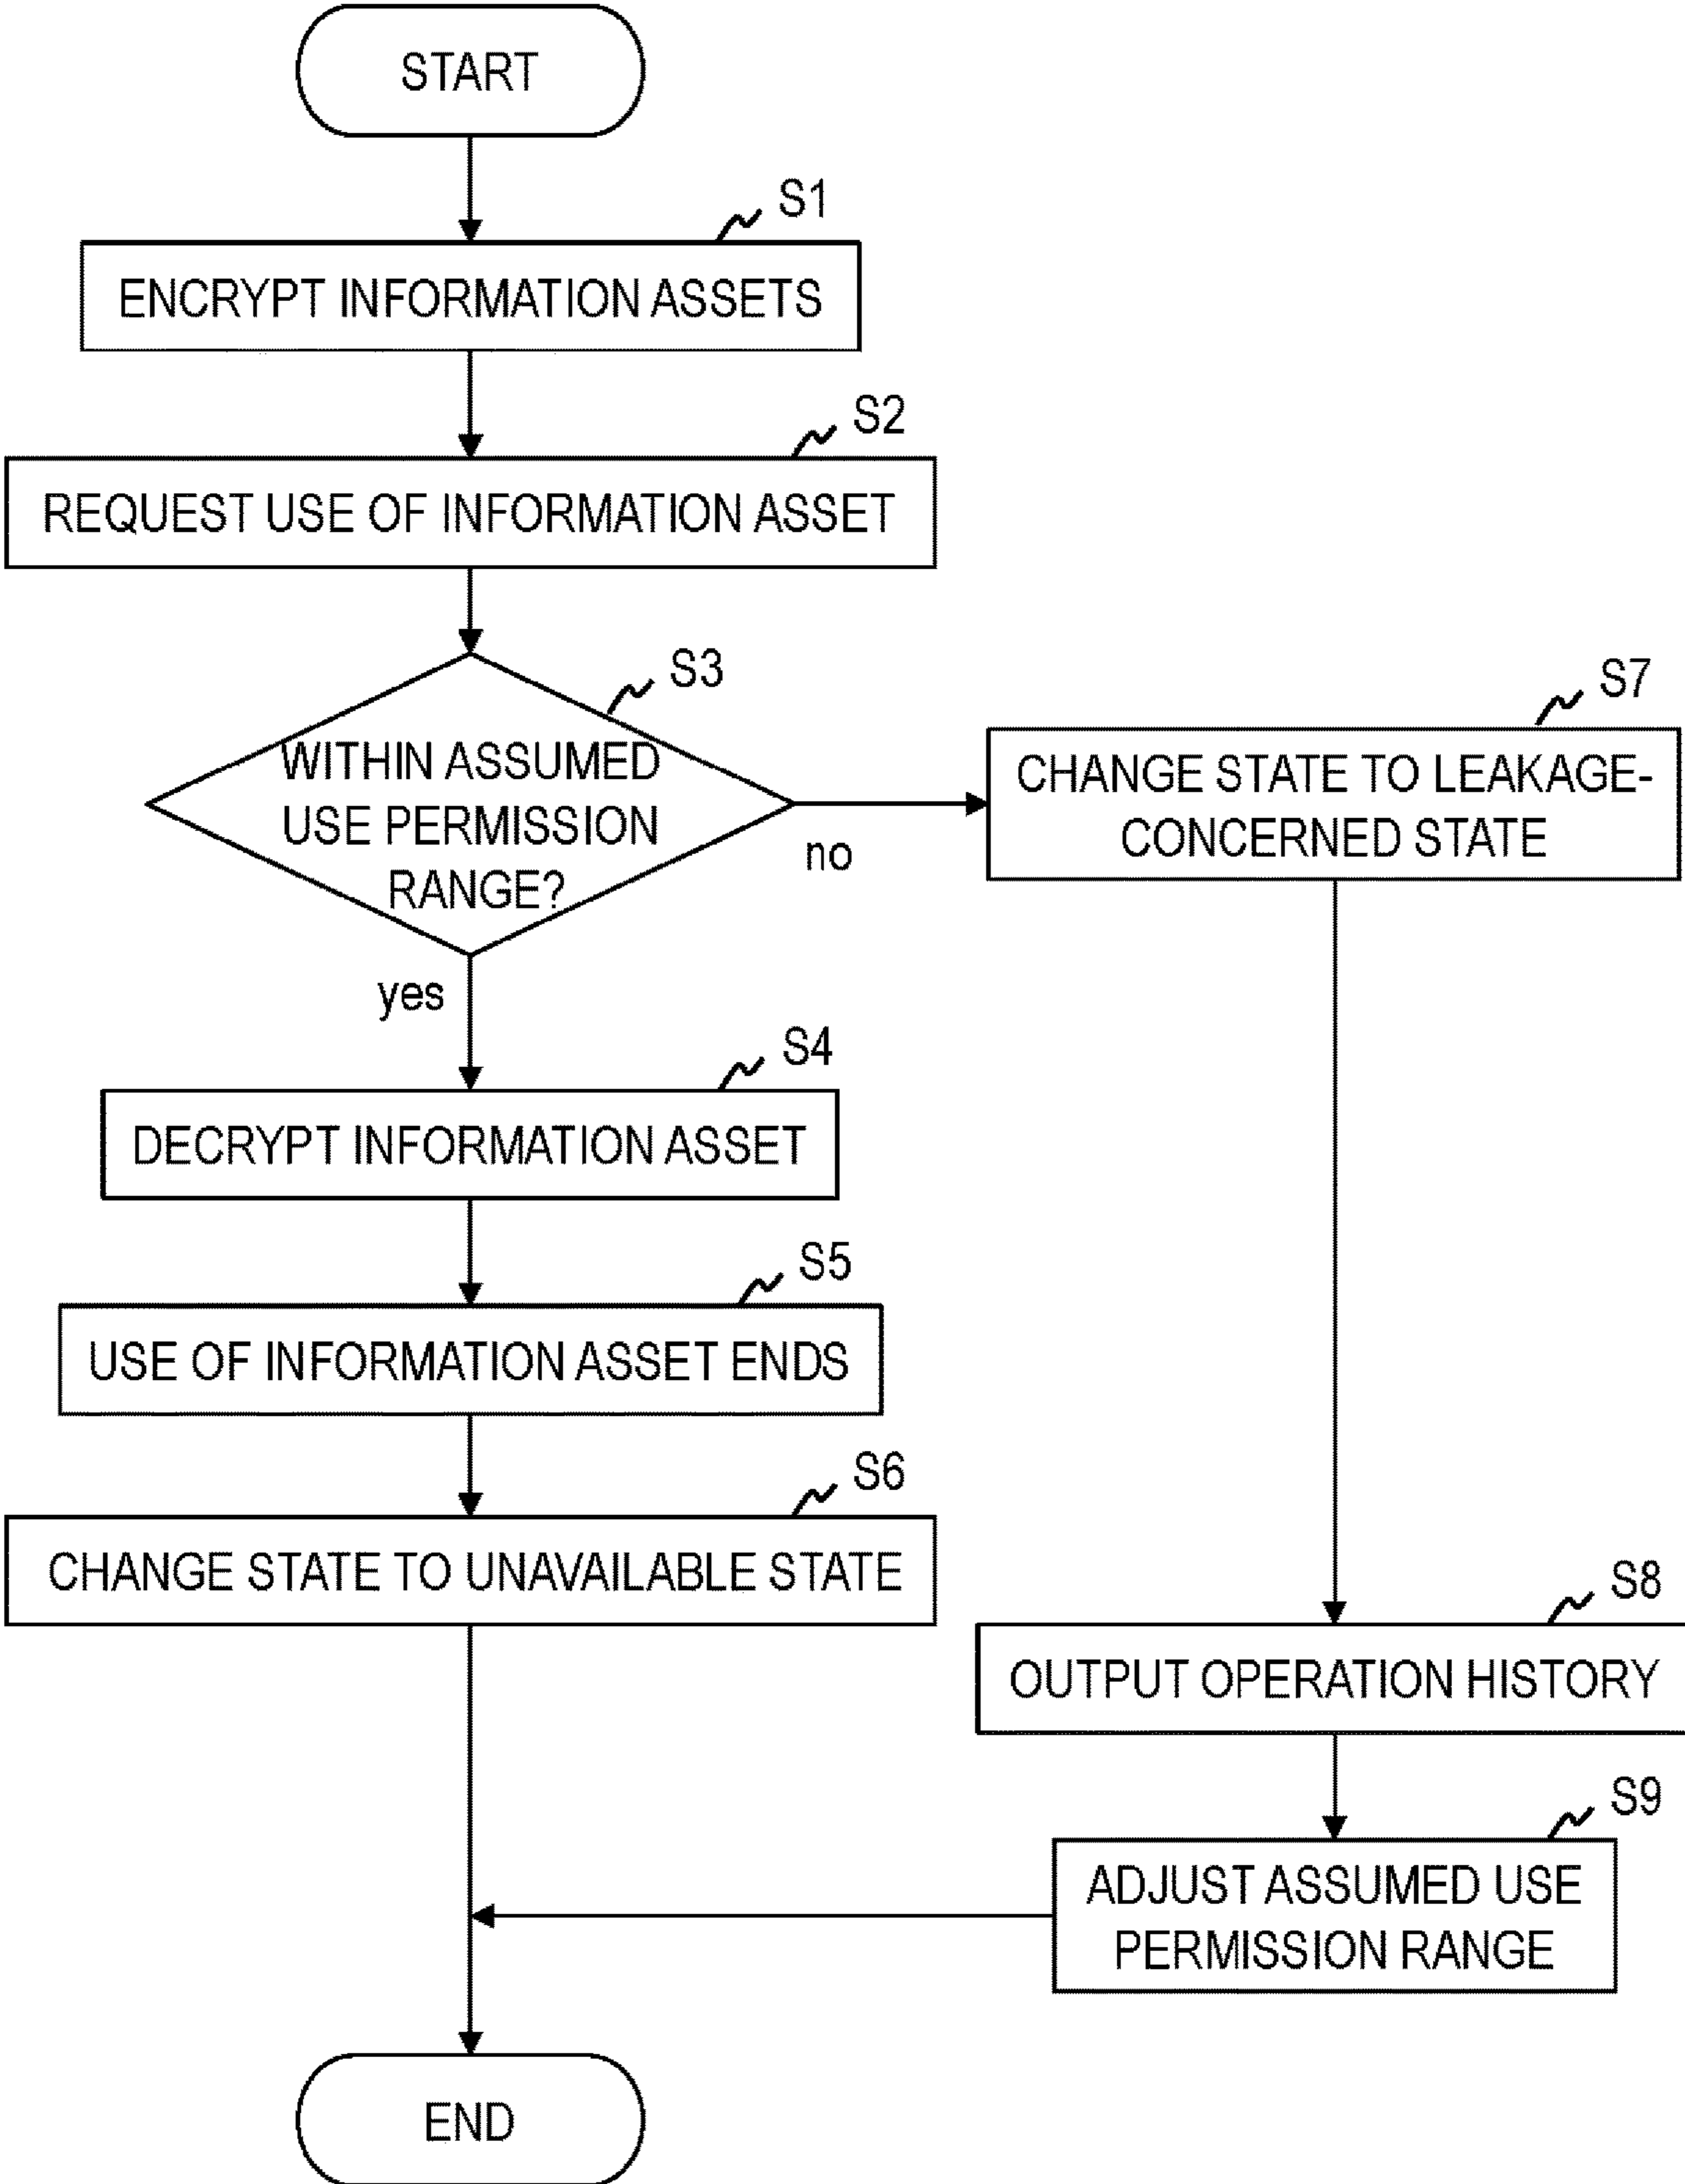 START
S1
ENCRYPT INFORMATION ASSETS
S2
REQUEST USE OF INFORMATION ASSET
S3
WITHIN ASSUMED
USE PERMISSION
RANGE?
no
yes
S7
CHANGE STATE TO LEAKAGE-
CONCERNED STATE
S4
DECRYPT INFORMATION ASSET
S5
USE OF INFORMATION ASSET ENDS
S6
CHANGE STATE TO UNAVAILABLE STATE
S8
OUTPUT OPERATION HISTORY
S9
ADJUST ASSUMED USE
PERMISSION RANGE
END